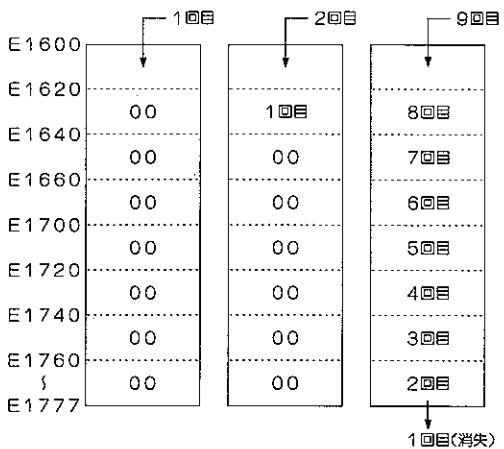 1回目 2回目 9回目
E1600
E1620
00 1回目 8回目
E1640
00 00 7回目
E1660
00 00 6回目
E1700
00 00 5回目
E1720
00 00 4回目
E1740
00 00 3回目
E1760
∫ 00 00 2回目
E1777
1回目(消失)